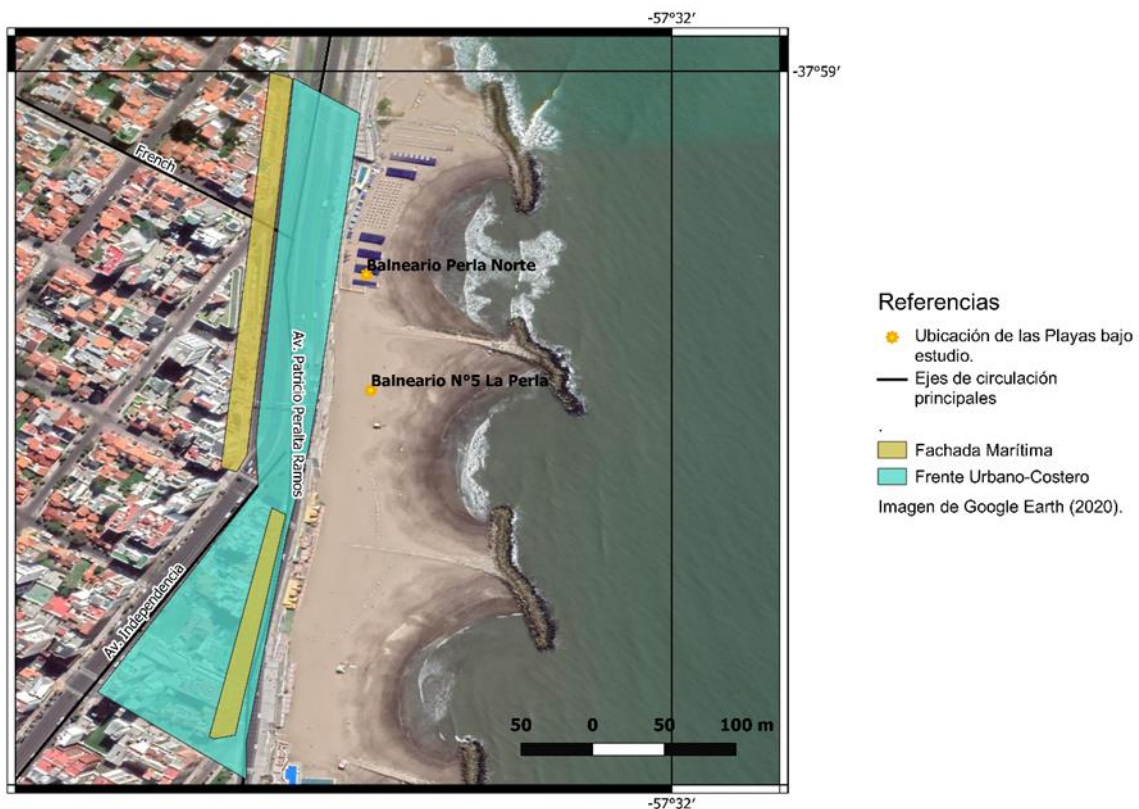 -57°32'
-37°59'
French
Balneario Perla Norte
Av. Patricio Peralta Ramos
Balneario N°5 La Perla
Av. Independencia
50 0 50 100 m
-57°32'
Referencias
Ubicación de las Playas bajo
estudio.
Ejes de circulación
principales
.
Fachada Marítima
Frente Urbano-Costero
Imagen de Google Earth (2020).